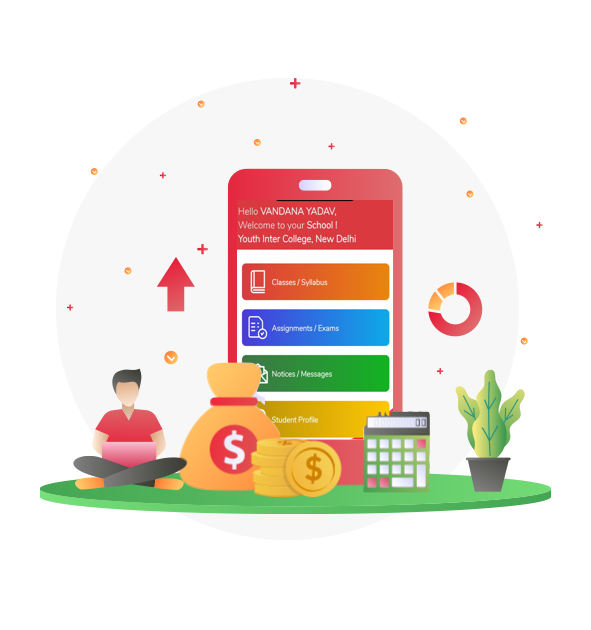 Hello VANDANA YADAV,
Welcome to your School !
Youth Inter College, New Delhi
Classes / Syllabus
Assignments / Exams
Notices / Messages
Student Profile
$
$